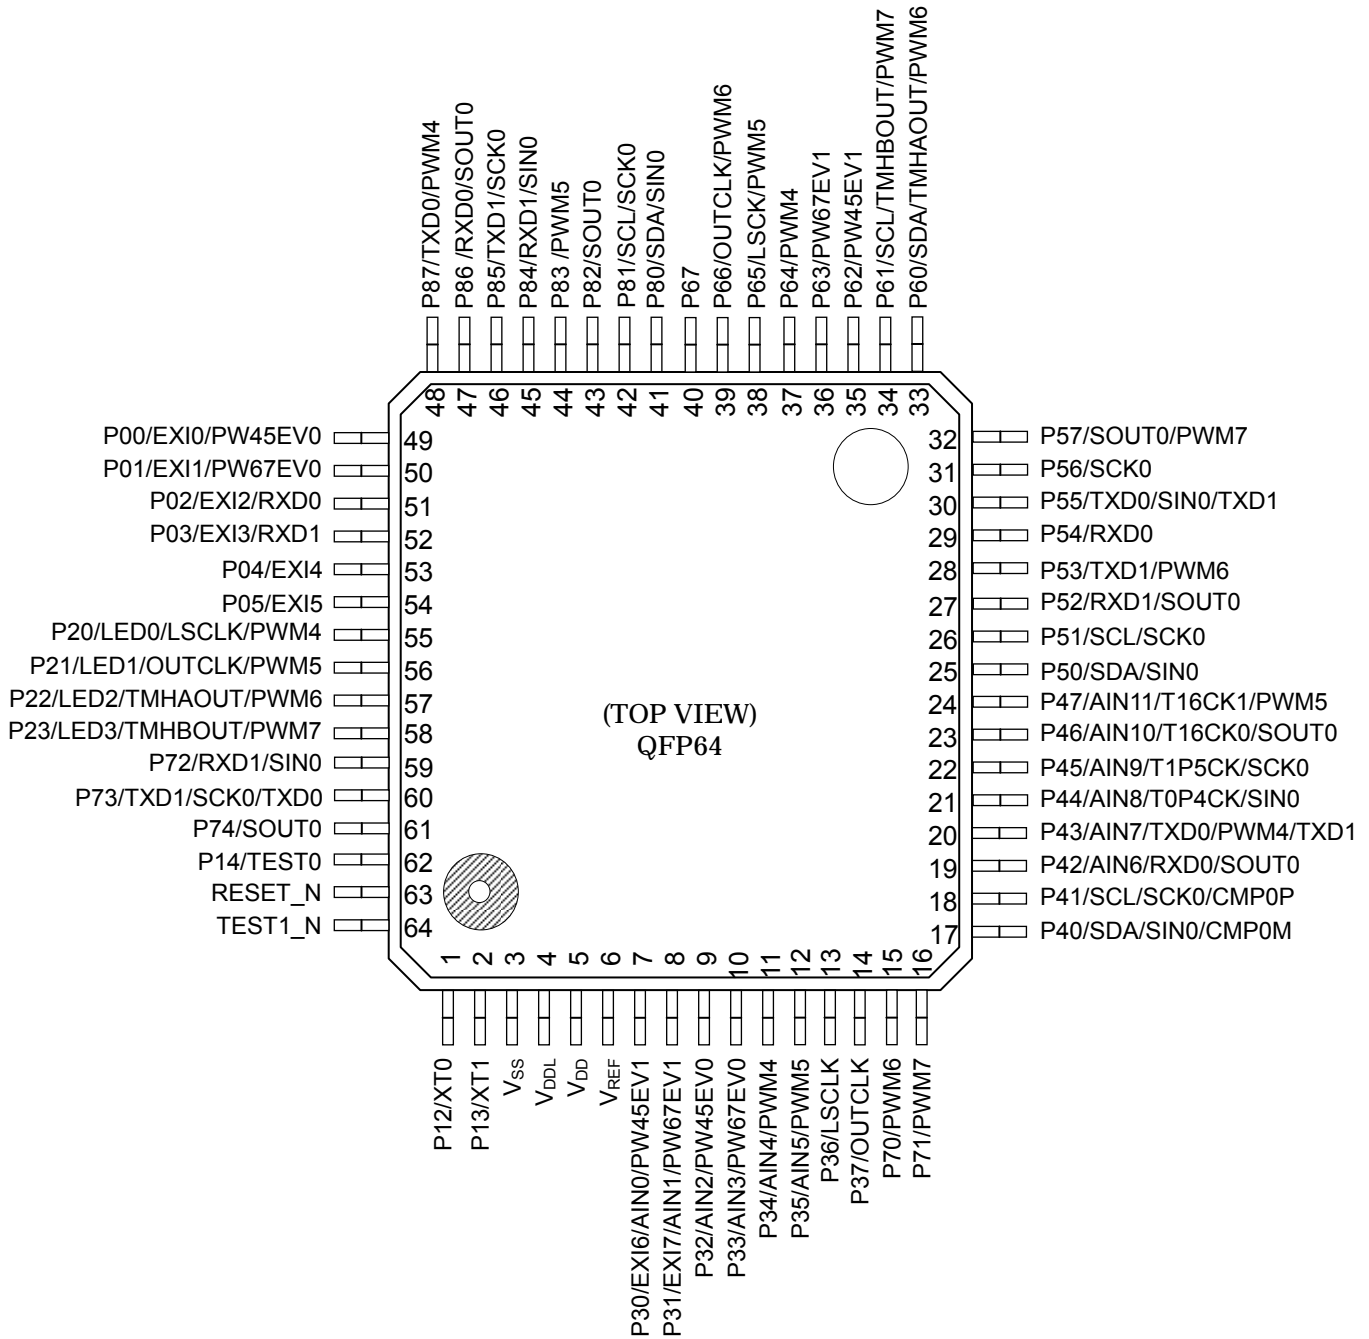 P87/TXD0/PWM4
P86 /RXD0/SOUT0
P85/TXD1/SCK0
P84/RXD1/SIN0
P83 /PWM5
P82/SOUT0
P81/SCL/SCK0
P80/SDA/SIN0
P67
P66/OUTCLK/PWM6
P65/LSCK/PWM5
P64/PWM4
P63/PW67EV1
P62/PW45EV1
P61/SCL/TMHBOUT/PWM7
P60/SDA/TMHAOUT/PWM6
48
47
46
45
44
43
42
41
40
39
38
37
36
35
34
33
P00/EXI0/PW45EV0 49
P01/EXI1/PW67EV0 50
P02/EXI2/RXD0 51
P03/EXI3/RXD1 52
P04/EXI4 53
P05/EXI5 54
P20/LED0/LSCLK/PWM4 55
P21/LED1/OUTCLK/PWM5 56
P22/LED2/TMHAOUT/PWM6 57
P23/LED3/TMHBOUT/PWM7 58
P72/RXD1/SIN0 59
P73/TXD1/SCK0/TXD0 60
P74/SOUT0 61
P14/TEST0 62
RESET_N 63
TEST1_N 64
(TOP VIEW)
QFP64
32 P57/SOUT0/PWM7
31 P56/SCK0
30 P55/TXD0/SIN0/TXD1
29 P54/RXD0
28 P53/TXD1/PWM6
27 P52/RXD1/SOUT0
26 P51/SCL/SCK0
25 P50/SDA/SIN0
24 P47/AIN11/T16CK1/PWM5
23 P46/AIN10/T16CK0/SOUT0
22 P45/AIN9/T1P5CK/SCK0
21 P44/AIN8/T0P4CK/SIN0
20 P43/AIN7/TXD0/PWM4/TXD1
19 P42/AIN6/RXD0/SOUT0
18 P41/SCL/SCK0/CMP0P
17 P40/SDA/SIN0/CMP0M
1
2
3
4
5
6
7
8
9
10
11
12
13
14
15
16
P12/XT0
P13/XT1
VSS
VDDL
VDD
VREF
P30/EXI6/AIN0/PW45EV1
P31/EXI7/AIN1/PW67EV1
P32/AIN2/PW45EV0
P33/AIN3/PW67EV0
P34/AIN4/PWM4
P35/AIN5/PWM5
P36/LSCLK
P37/OUTCLK
P70/PWM6
P71/PWM7